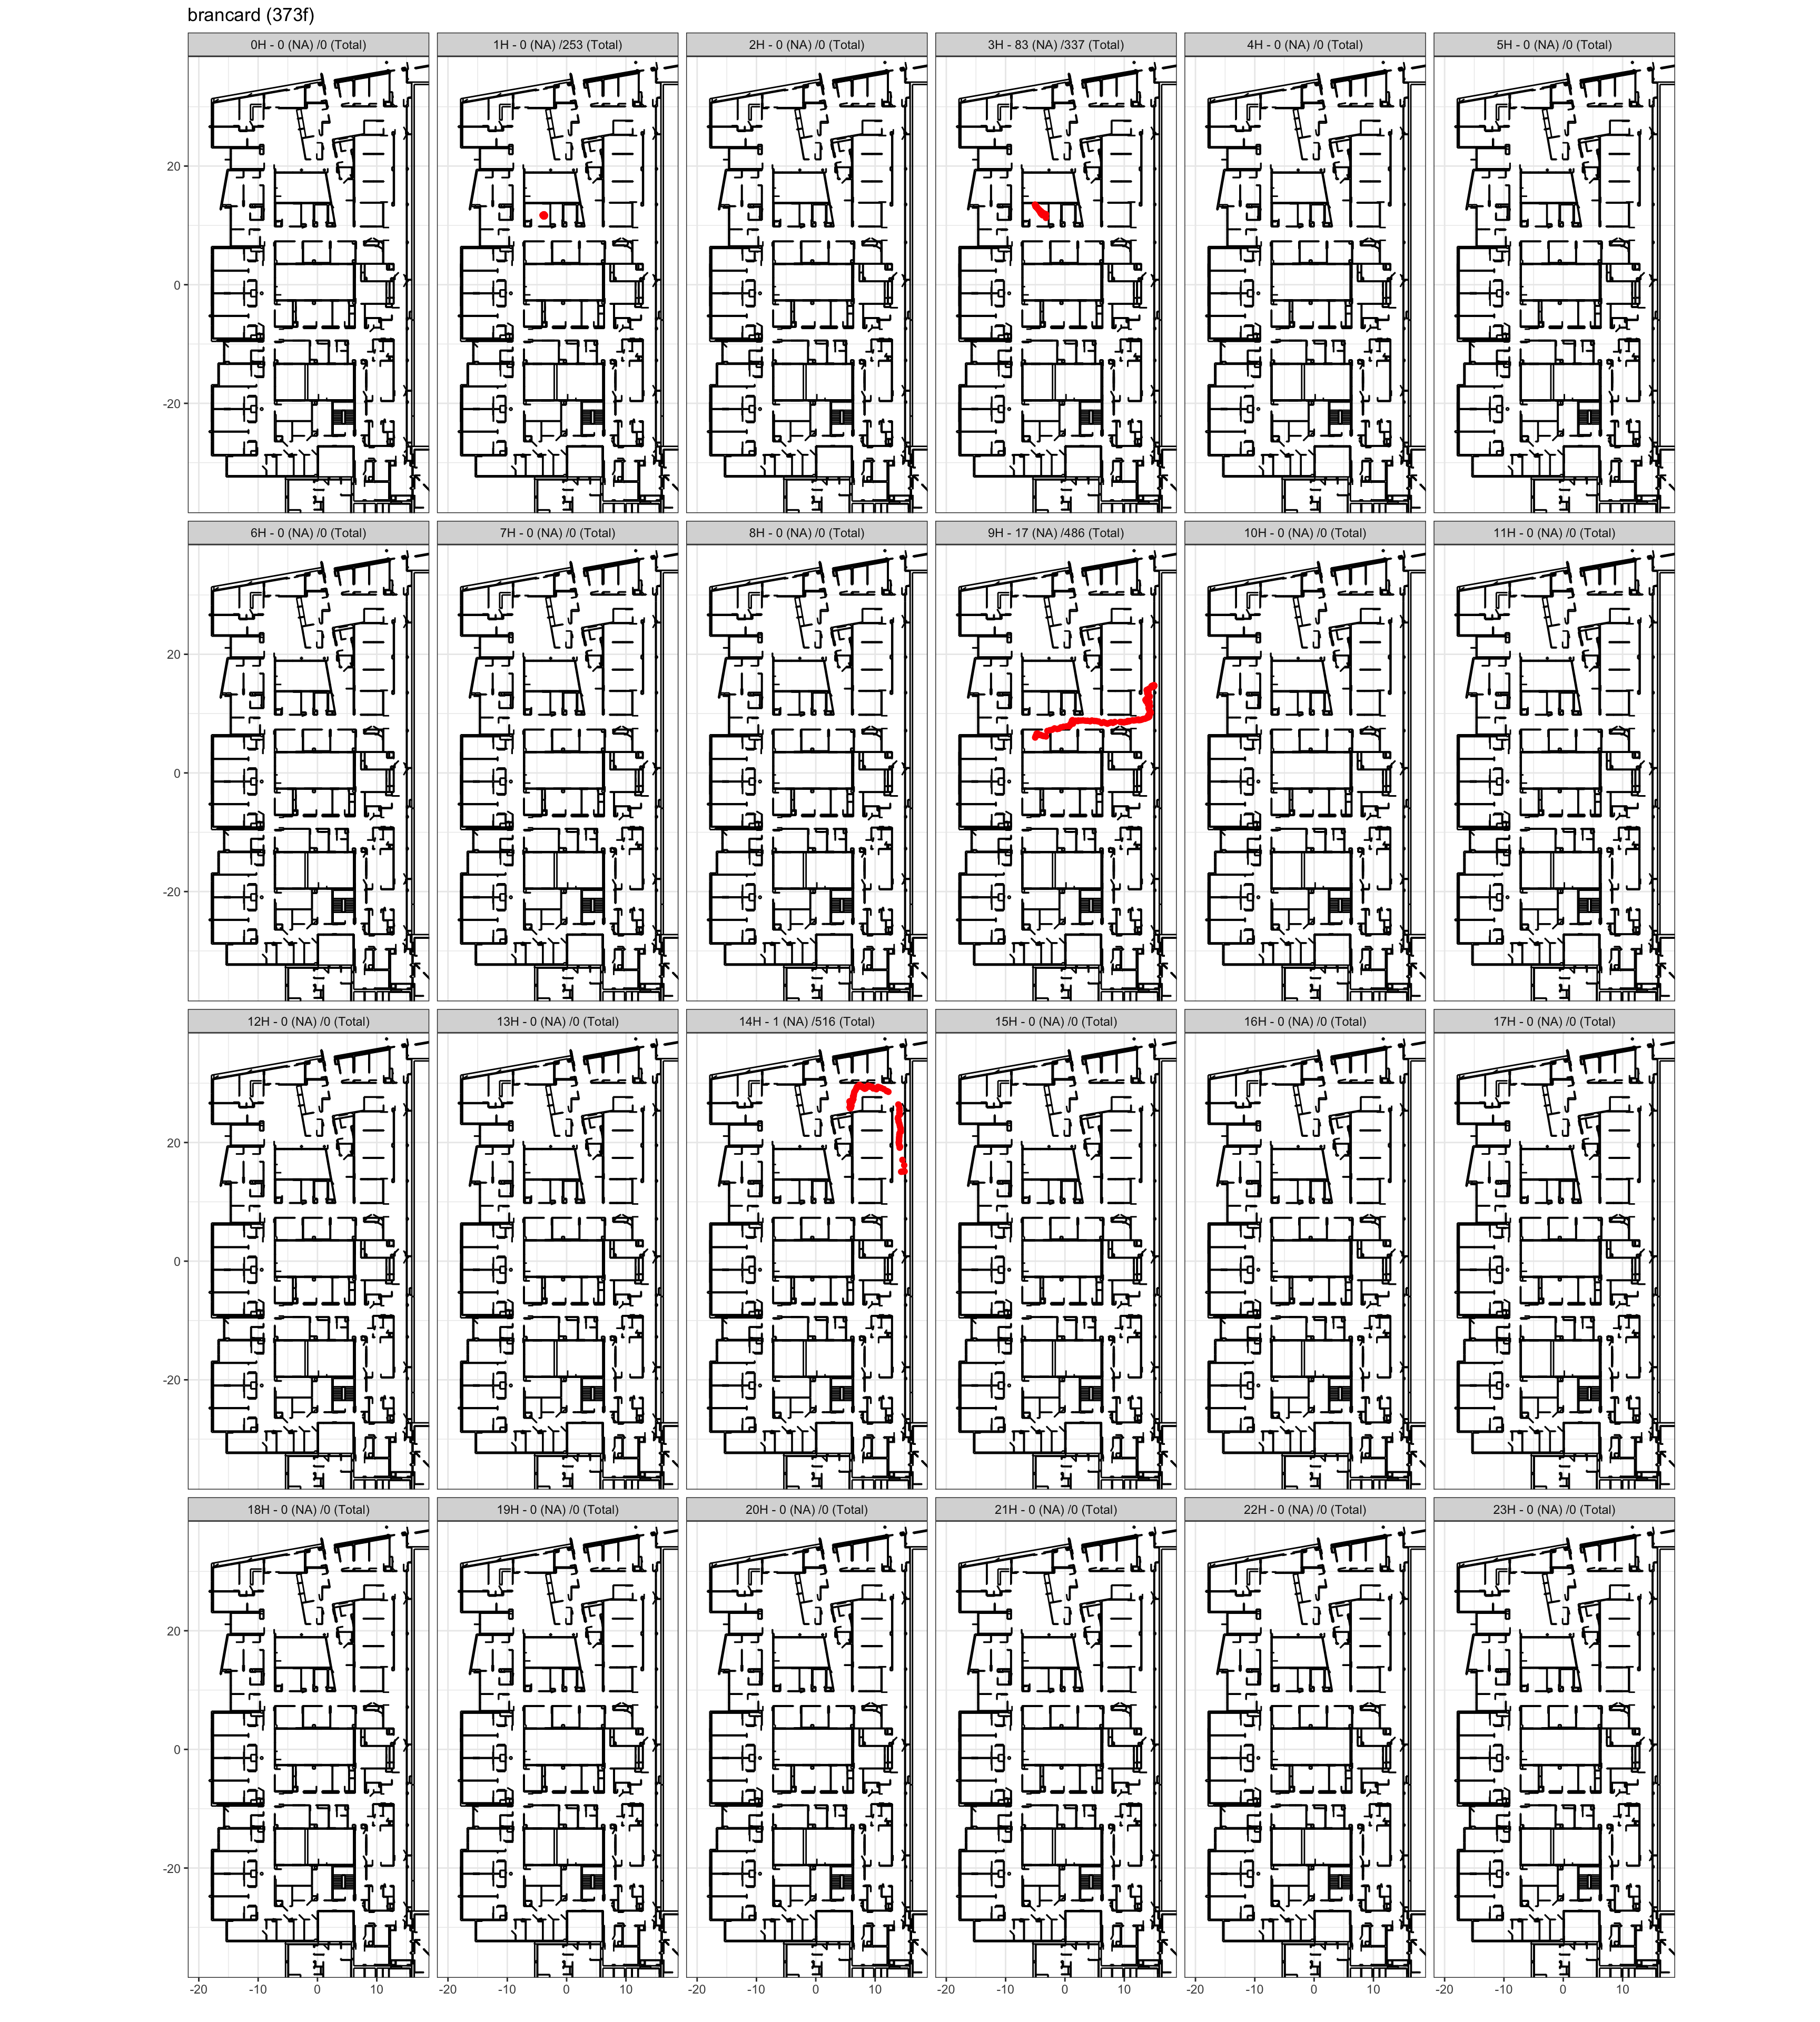 brancard (373f)
0H - 0 (NA) /0 (Total) 1H - 0 (NA) /253 (Total) 2H - 0 (NA) /0 (Total) 3H - 83 (NA) /337 (Total) 4H - 0 (NA) /0 (Total) 5H - 0 (NA) /0 (Total)
20
0
-20
6H - 0 (NA) /0 (Total) 7H - 0 (NA) /0 (Total) 8H - 0 (NA) /0 (Total) 9H - 17 (NA) /486 (Total) 10H - 0 (NA) /0 (Total) 11H - 0 (NA) /0 (Total)
20
0
-20
12H - 0 (NA) /0 (Total) 13H - 0 (NA) /0 (Total) 14H - 1 (NA) /516 (Total) 15H - 0 (NA) /0 (Total) 16H - 0 (NA) /0 (Total) 17H - 0 (NA) /0 (Total)
20
0
-20
18H - 0 (NA) /0 (Total) 19H - 0 (NA) /0 (Total) 20H - 0 (NA) /0 (Total) 21H - 0 (NA) /0 (Total) 22H - 0 (NA) /0 (Total) 23H - 0 (NA) /0 (Total)
20
0
-20
-20 -10 0 10 -20 -10 0 10 -20 -10 0 10 -20 -10 0 10 -20 -10 0 10 -20 -10 0 10